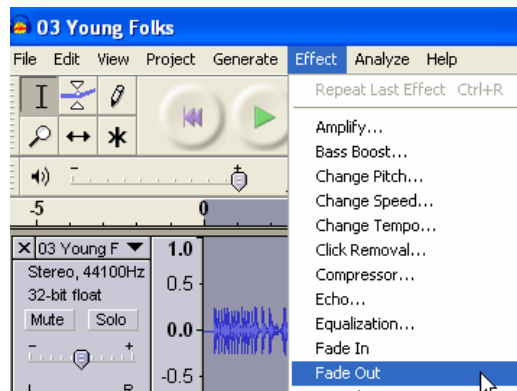 03 Young Folks
File Edit View Project Generate Effect Analyze Help
Repeat Last Effect Ctrl+R
Amplify...
Bass Boost...
Change Pitch...
Change Speed...
Change Tempo...
Click Removal...
Compressor...
Echo...
Equalization...
Fade In
Fade Out
- +
-5 0
03 Young F
Stereo, 44100Hz
32-bit float
Mute Solo
- +
L R
1.0
0.5
0.0
-0.5